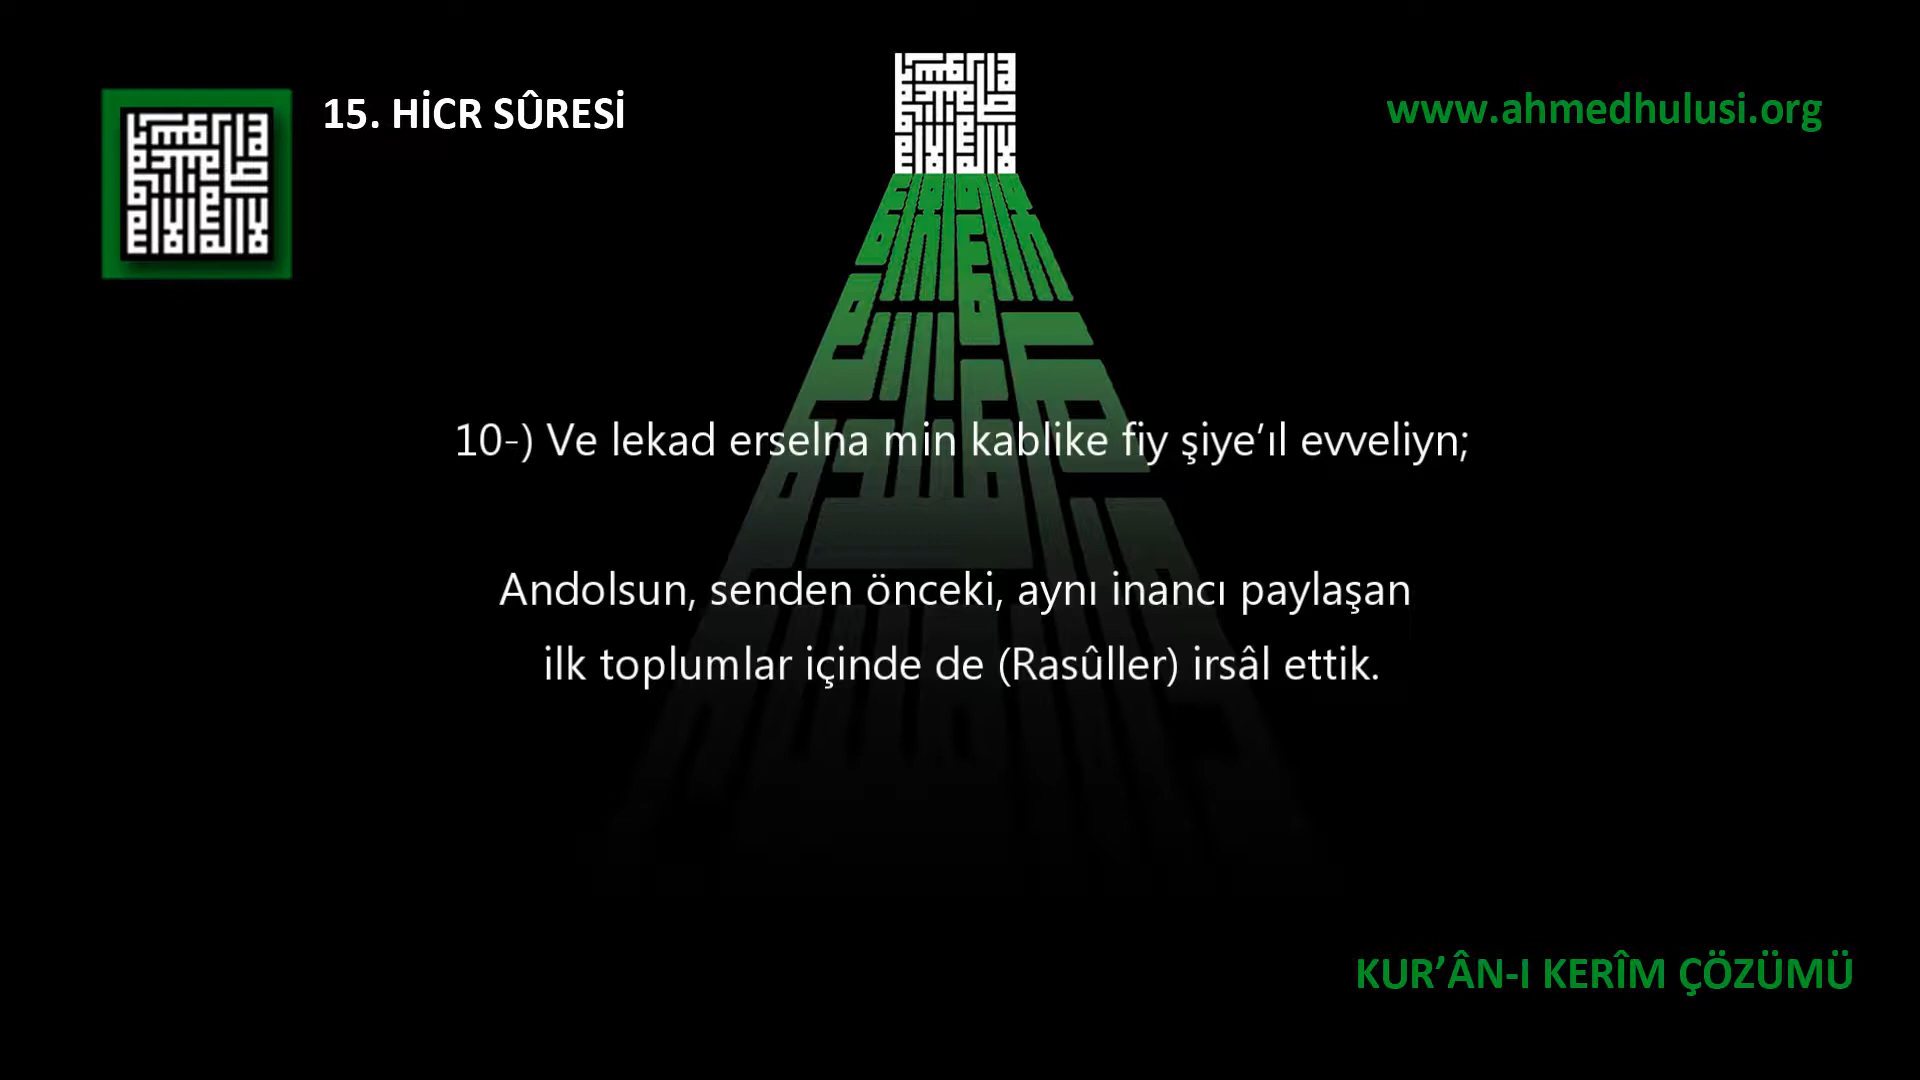 15. HİCR SÛRESİ
www.ahmedhulusi.org
10-) Ve lekad erselna min kablike fiy şiye’ıl evveliyn;
Andolsun, senden önceki, aynı inancı paylaşan
ilk toplumlar içinde de (Rasûller) irsâl ettik.
KUR’ÂN-I KERÎM ÇÖZÜMÜ